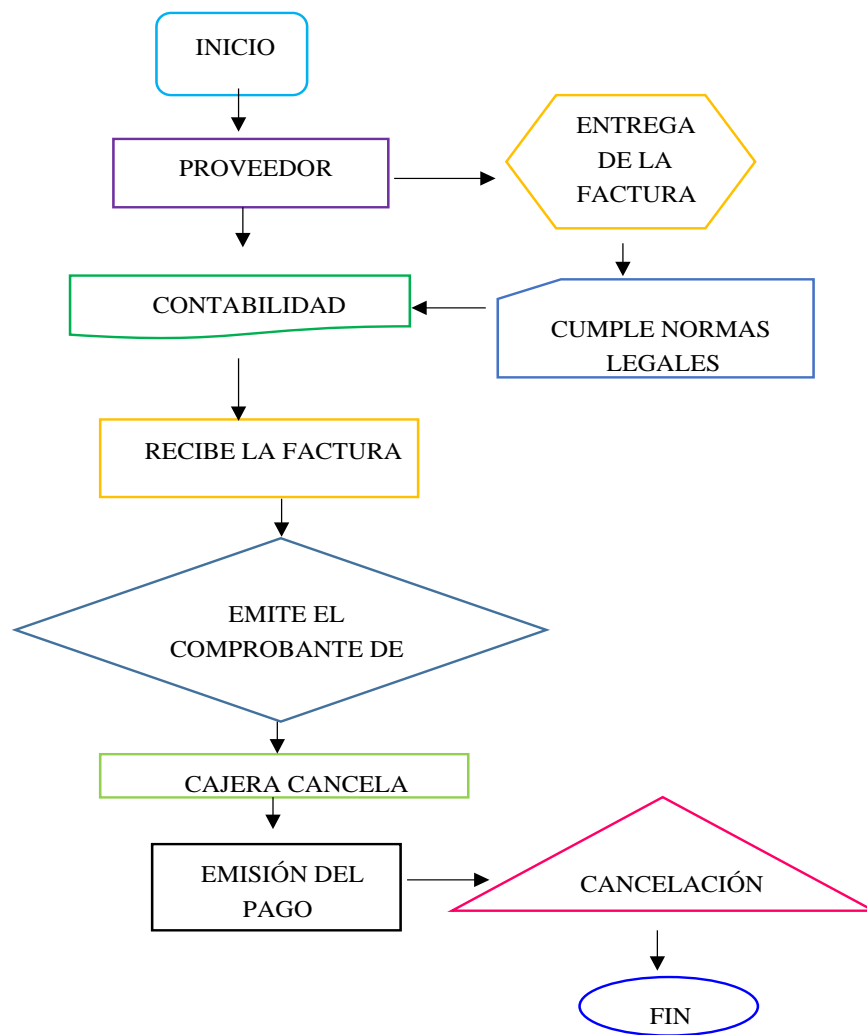 INICIO
PROVEEDOR
ENTREGA
DE LA
FACTURA
CONTABILIDAD
CUMPLE NORMAS
LEGALES
RECIBE LA FACTURA
EMITE EL
COMPROBANTE DE
CAJERA CANCELA
EMISIÓN DEL
PAGO
CANCELACIÓN
FIN